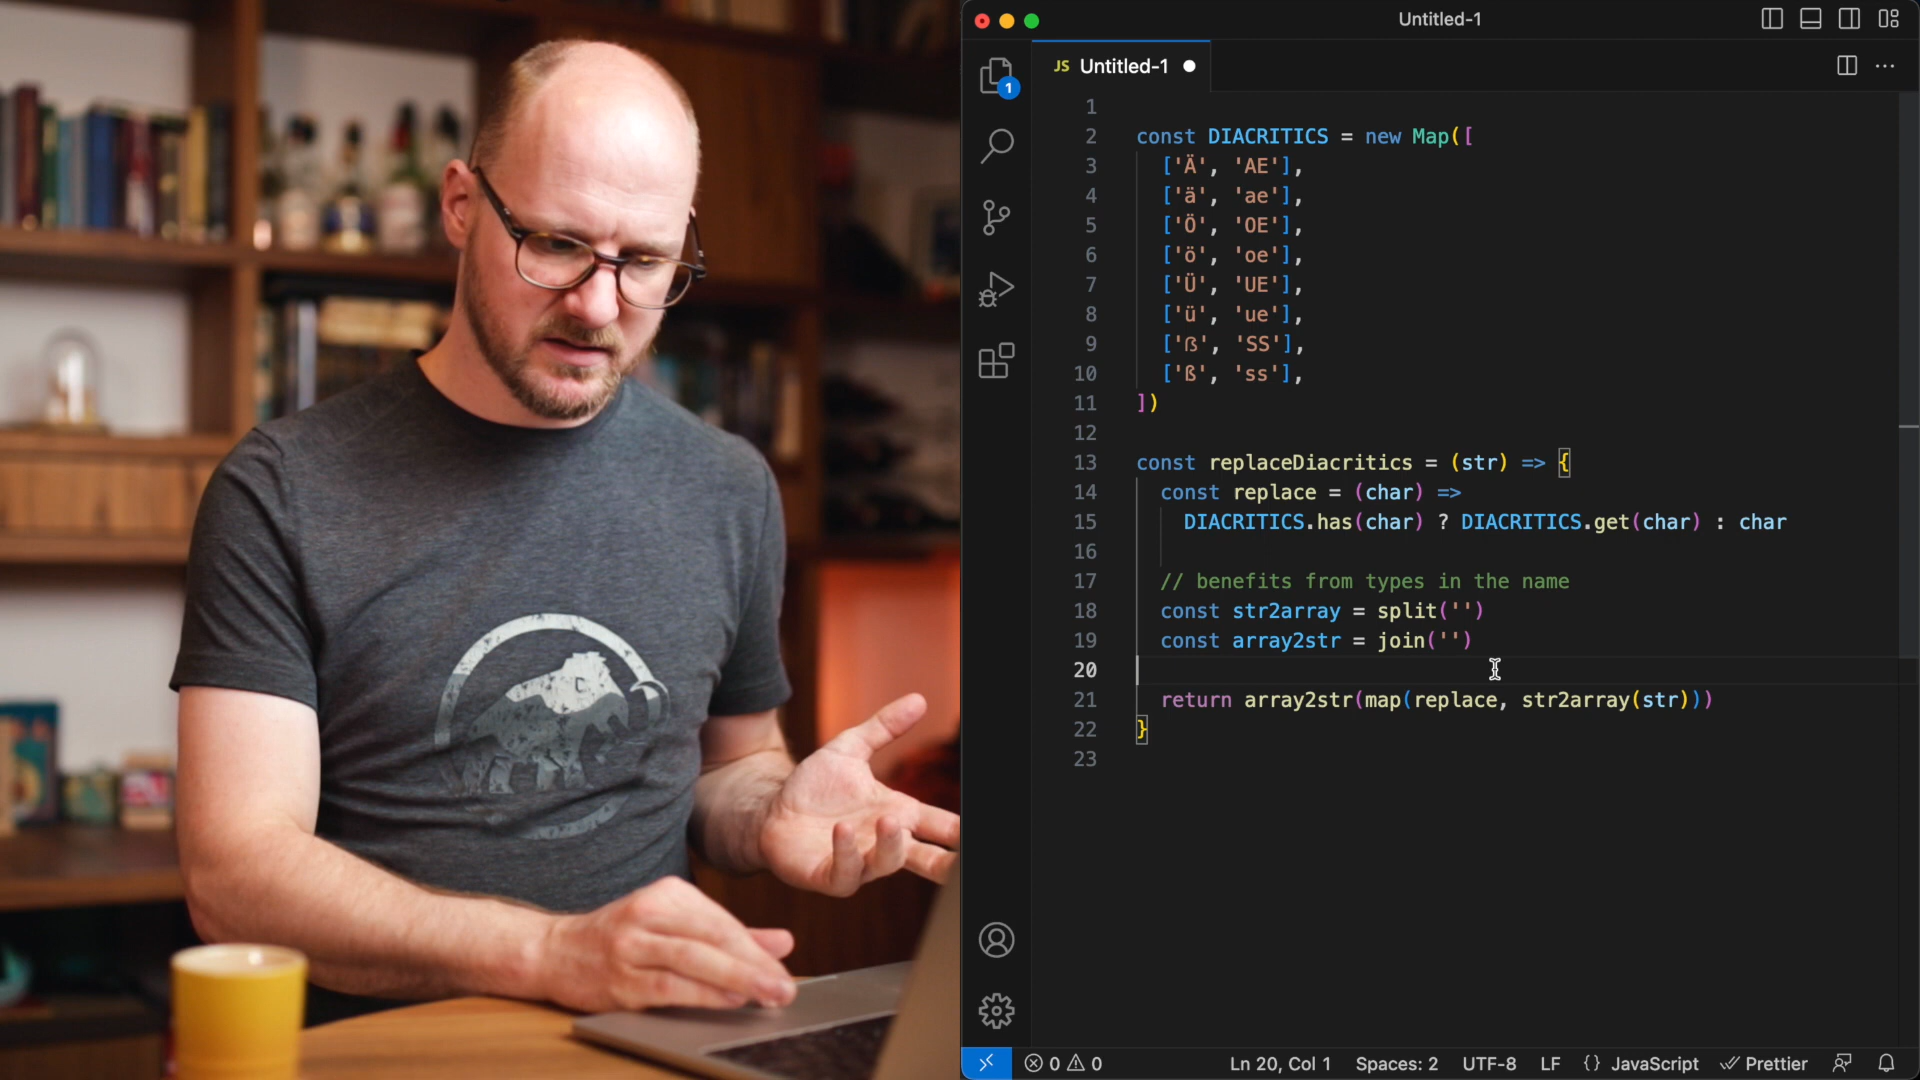 Untitled-1
JS Untitled-1
1
1
2 const DIACRITICS = new Map([
3 ['Ä', 'AE'],
4 ['ä', 'ae'],
5 ['Ö', 'OE'],
6 ['ö', 'oe'],
7 ['Ü', 'UE'],
8 ['ü', 'ue'],
9 ['ẞ', 'SS'],
10 ['ß', 'ss'],
11 ])
12
13 const replaceDiacritics = (str) => {
14 const replace = (char) =>
15 DIACRITICS.has(char) ? DIACRITICS.get(char) : char
16
17 // benefits from types in the name
18 const str2array = split('')
19 const array2str = join('')
20
21 return array2str(map(replace, str2array(str)))
22 }
23
0 0 Ln 20, Col 1 Spaces: 2 UTF-8 LF {} JavaScript Prettier